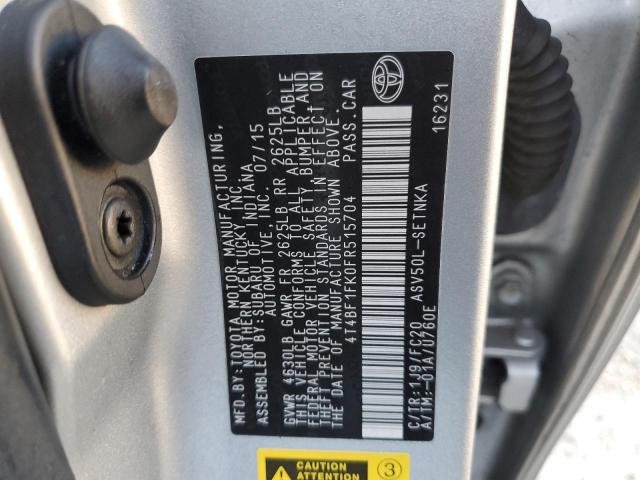 MFD.BY:TOYOTA MOTOR MANUFACTURING,
NORTHERN KENTUCKY INC.
ASSEMBLED BY:SUBARU OF INDIANA
AUTOMOTIVE, INC. 07/15
GVWR 4630LB GAWR FR 2625LB RR 2625LB
THIS VEHICLE CONFORMS TO ALL APPLICABLE
FEDERAL MOTOR VEHICLE SAFETY, BUMPER, AND
THEFT PREVENTION STANDARDS IN EFFECT ON
THE DATE OF MANUFACTURE SHOWN ABOVE.
4T4BF1FK0FR515704 PASS.CAR
C/TR:1J9/FC20 ASV50L-SETNKA
A/TM:-01A/U760E
16231
CAUTION 3
ATTENTION